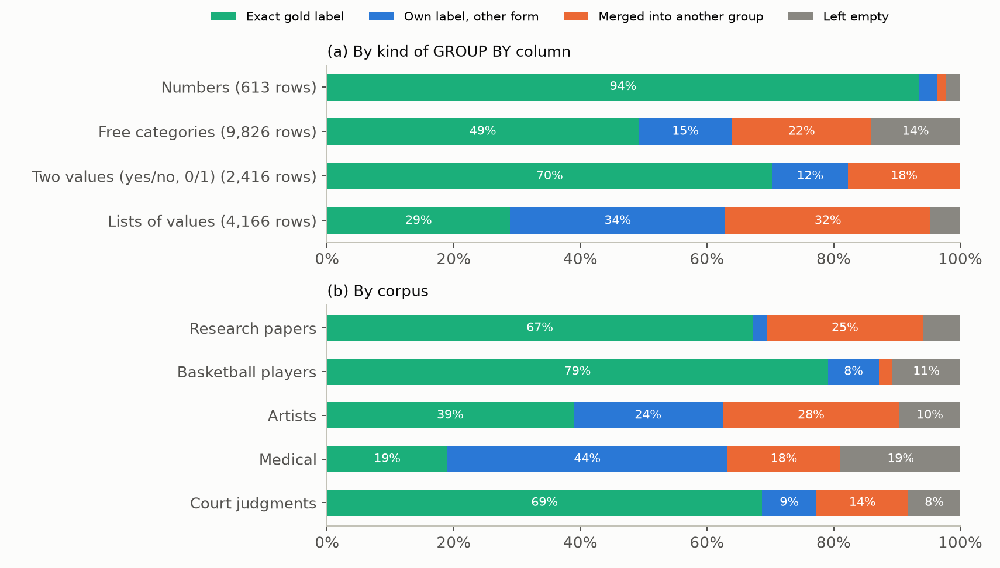 Exact gold label Own label, other form Merged into another group Left empty
(a) By kind of GROUP BY column
Numbers (613 rows) 94%
Free categories (9,826 rows) 49% 15% 22% 14%
Two values (yes/no, 0/1) (2,416 rows) 70% 12% 18%
Lists of values (4,166 rows) 29% 34% 32%
0% 20% 40% 60% 80% 100%
(b) By corpus
Research papers 67% 25%
Basketball players 79% 8% 11%
Artists 39% 24% 28% 10%
Medical 19% 44% 18% 19%
Court judgments 69% 9% 14% 8%
0% 20% 40% 60% 80% 100%